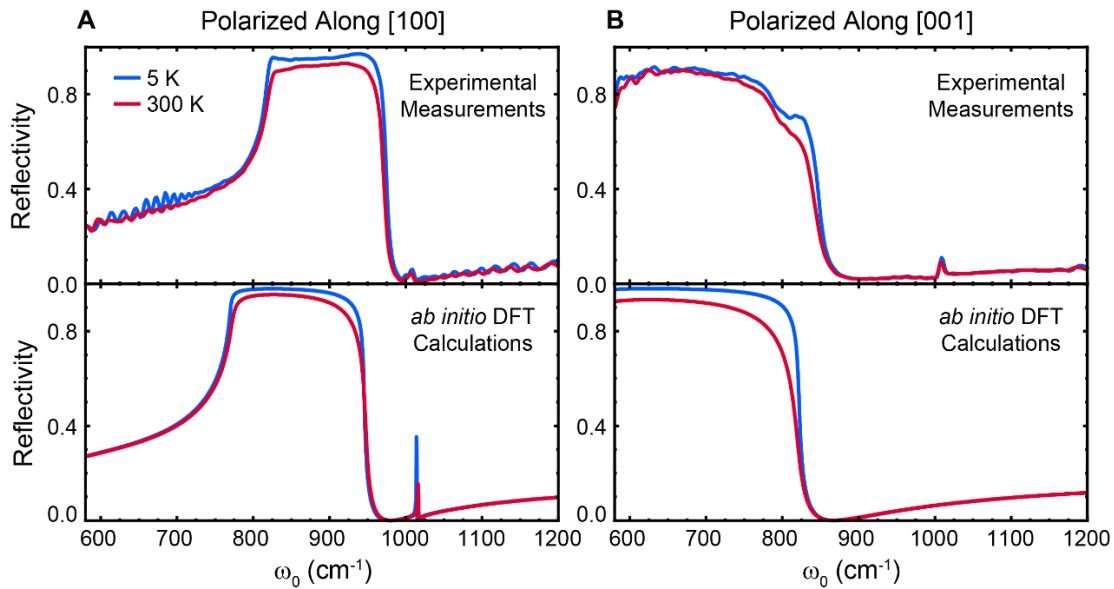 A Polarized Along [100]
B Polarized Along [001]
5 K
300 K
Experimental
Measurements
Experimental
Measurements
Reflectivity
0.8
0.4
0.0
Reflectivity
0.8
0.4
0.0
ab initio DFT
Calculations
ab initio DFT
Calculations
Reflectivity
0.8
0.4
0.0
Reflectivity
0.8
0.4
0.0
600 700 800 900 1000 1100 1200
600 700 800 900 1000 1100 1200
ω₀ (cm⁻¹)
ω₀ (cm⁻¹)